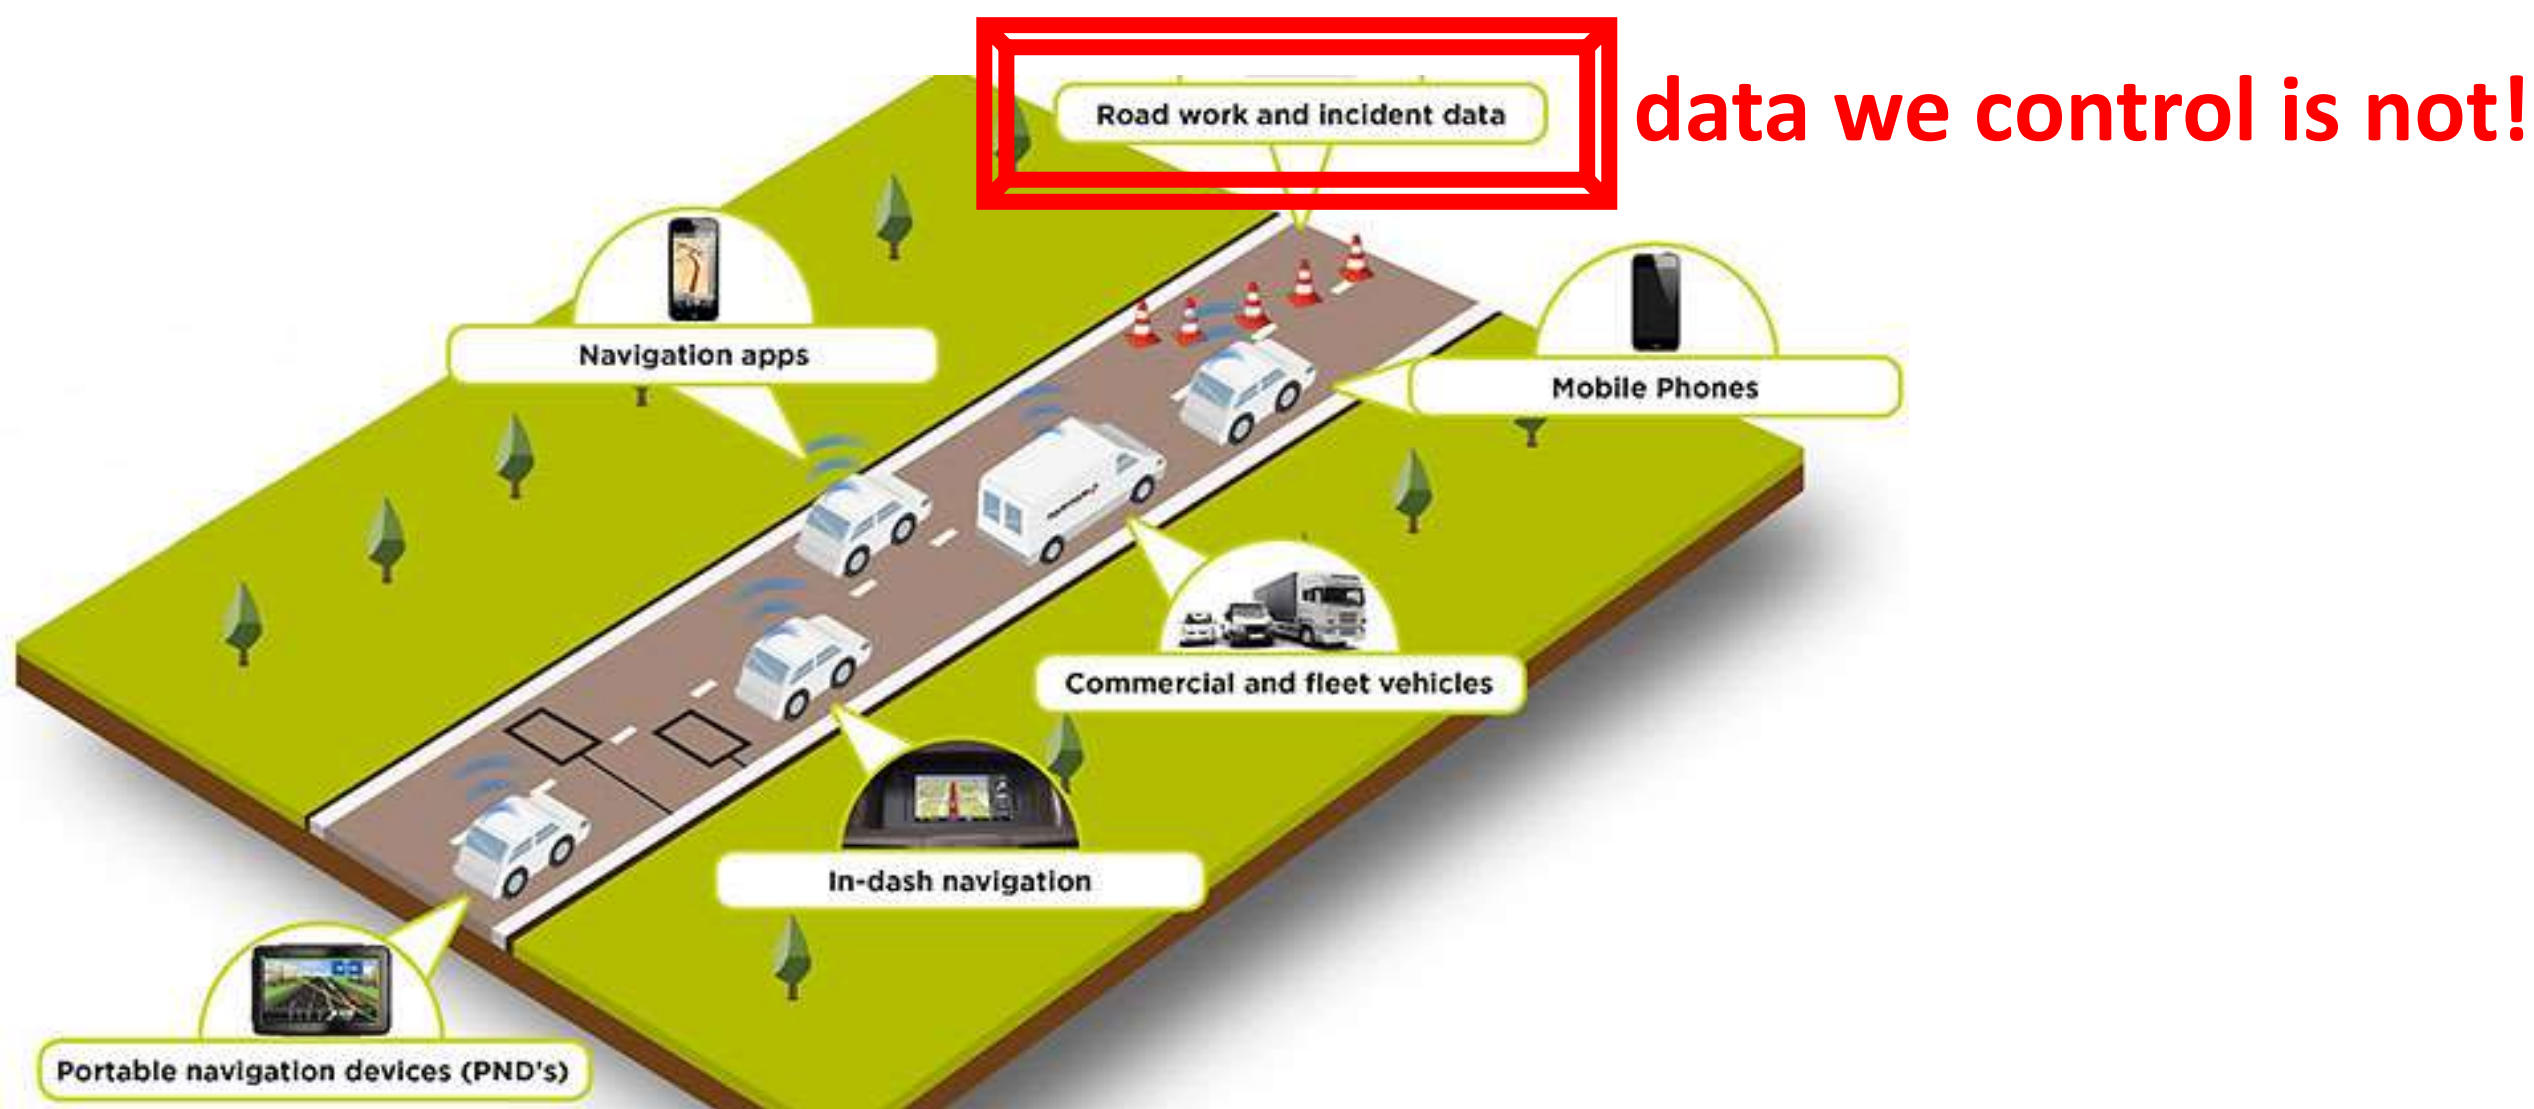 Road work and incident data
data we control is not!
Navigation apps
Mobile Phones
Commercial and fleet vehicles
In-dash navigation
Portable navigation devices (PND's)